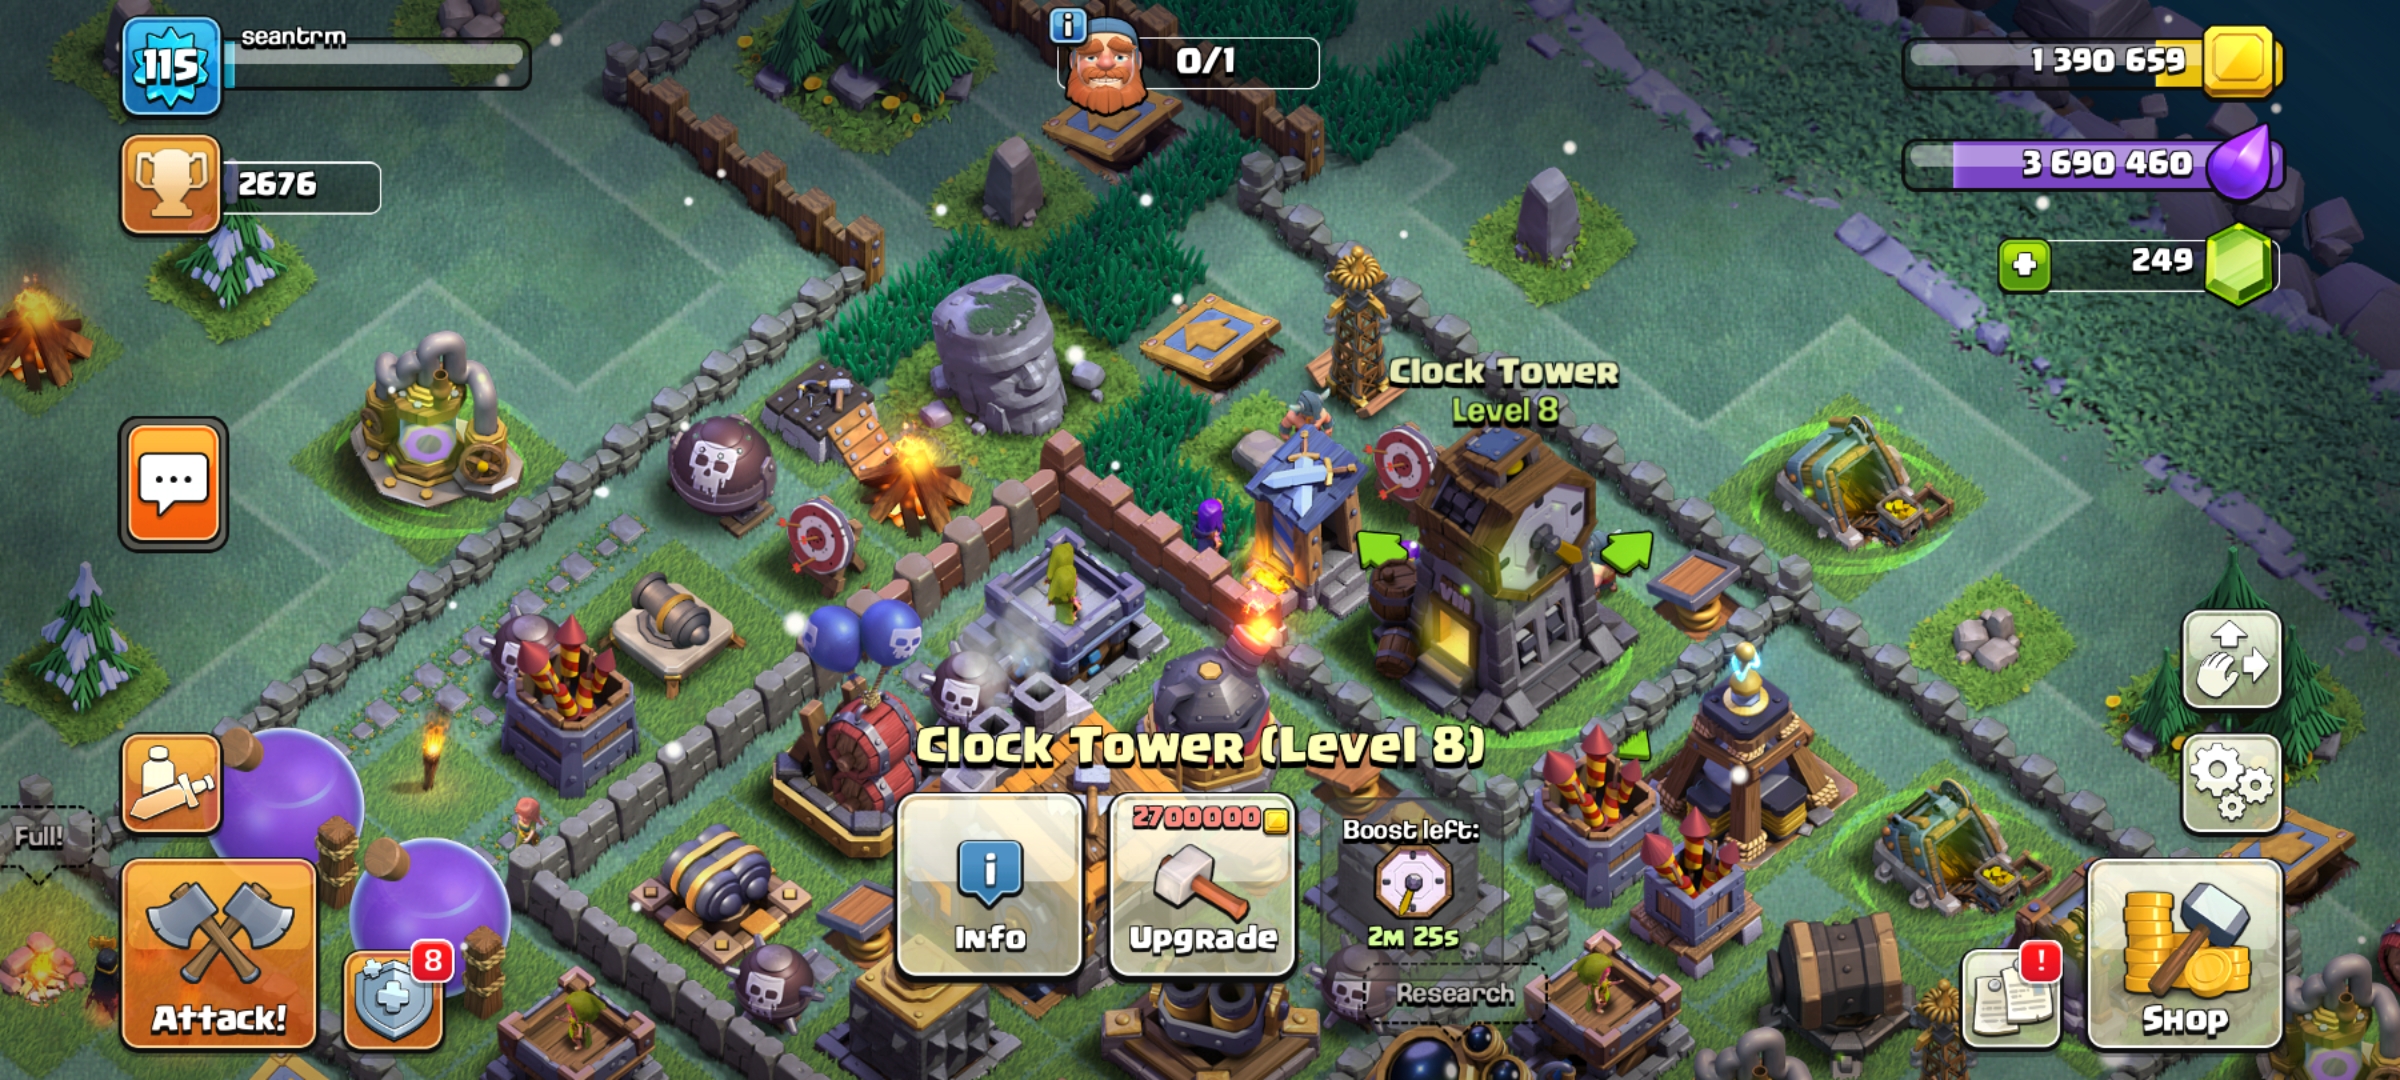 115
seantrm
0/1
1 390 659
2676
3 690 460
249
Clock Tower
Level 8
VIII
Clock Tower (Level 8)
Full!
Info
2700000
Upgrade
Boost left:
2m 25s
Research
Attack!
8
!
Shop